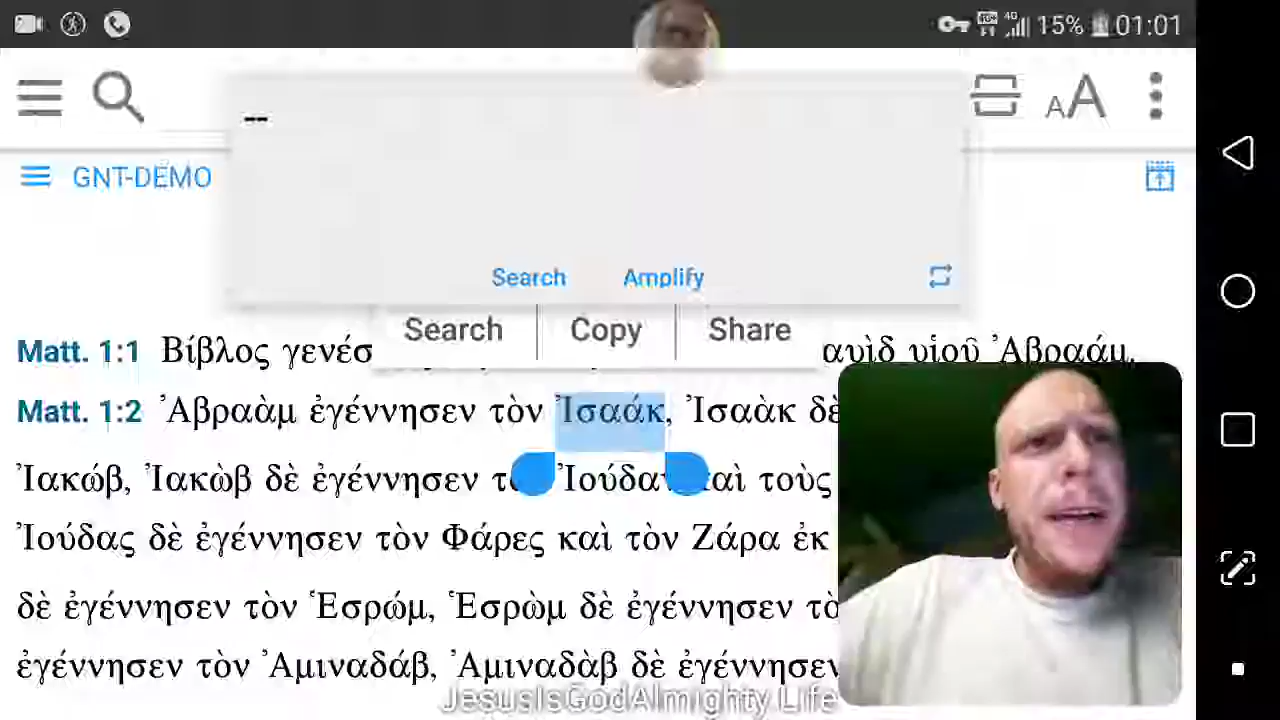 15% 01:01
--
AA
GNT-DEMO
Search Amplify
Search Copy Share
Matt. 1:1 Βίβλος γενέσ αυὶδ υἱοῦ Ἀβραάμ.
Matt. 1:2 Ἀβραὰμ ἐγέννησεν τὸν Ἰσαάκ, Ἰσαὰκ δὲ
Ἰακώβ, Ἰακὼβ δὲ ἐγέννησεν Ἰούδαν καὶ τοὺς
Ἰούδας δὲ ἐγέννησεν τὸν Φάρες καὶ τὸν Ζάρα ἐκ
δὲ ἐγέννησεν τὸν Ἑσρώμ, Ἑσρὼμ δὲ ἐγέννησεν τὸ
ἐγέννησεν τὸν Ἀμιναδάβ, Ἀμιναδὰβ δὲ ἐγέννησεν
JesusIsGodAlmighty.Life